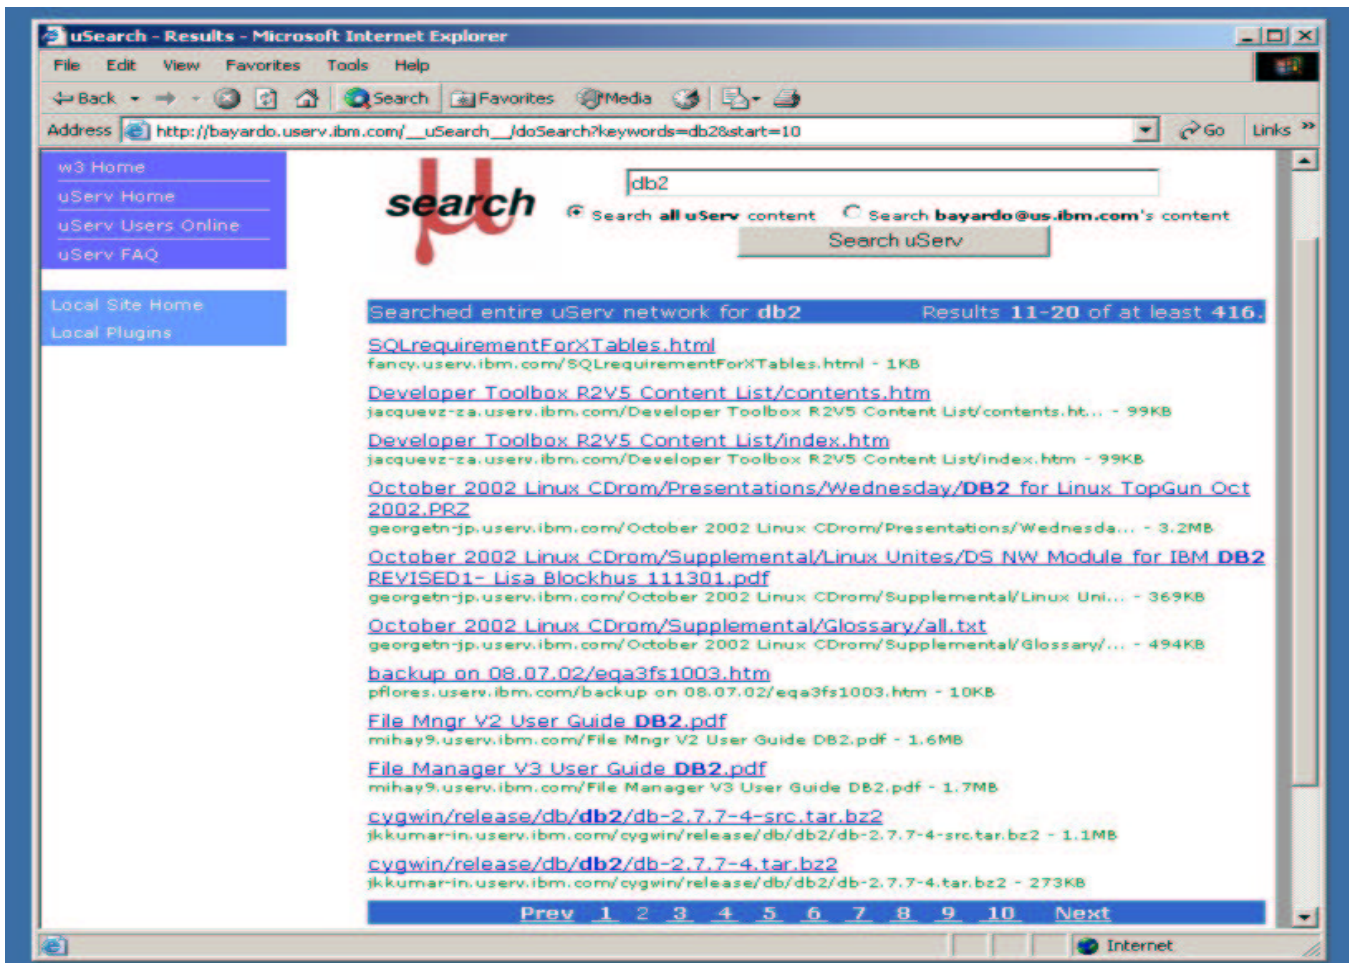 uSearch - Results - Microsoft Internet Explorer
File Edit View Favorites Tools Help
Back Search Favorites Media
Address http://bayardo.userv.ibm.com/__uSearch__/doSearch?keywords=db2&start=10 Go Links »
w3 Home
uServ Home
uServ Users Online
uServ FAQ
Local Site Home
Local Plugins
µ
search
db2
Search all uServ content Search bayardo@us.ibm.com's content
Search uServ
Searched entire uServ network for db2 Results 11-20 of at least 416.
SQLrequirementForXTables.html
fancy.userv.ibm.com/SQLrequirementForXTables.html - 1KB
Developer Toolbox R2V5 Content List/contents.htm
jacquevz-za.userv.ibm.com/Developer Toolbox R2V5 Content List/contents.ht... - 99KB
Developer Toolbox R2V5 Content List/index.htm
jacquevz-za.userv.ibm.com/Developer Toolbox R2V5 Content List/index.htm - 99KB
October 2002 Linux CDrom/Presentations/Wednesday/DB2 for Linux TopGun Oct
2002.PRZ
georgetn-jp.userv.ibm.com/October 2002 Linux CDrom/Presentations/Wednesda... - 3.2MB
October 2002 Linux CDrom/Supplemental/Linux Unites/DS NW Module for IBM DB2
REVISED1- Lisa Blockhus 111301.pdf
georgetn-jp.userv.ibm.com/October 2002 Linux CDrom/Supplemental/Linux Uni... - 369KB
October 2002 Linux CDrom/Supplemental/Glossary/all.txt
georgetn-jp.userv.ibm.com/October 2002 Linux CDrom/Supplemental/Glossary/... - 494KB
backup on 08.07.02/eqa3fs1003.htm
pflores.userv.ibm.com/backup on 08.07.02/eqa3fs1003.htm - 10KB
File Mngr V2 User Guide DB2.pdf
mihay9.userv.ibm.com/File Mngr V2 User Guide DB2.pdf - 1.6MB
File Manager V3 User Guide DB2.pdf
mihay9.userv.ibm.com/File Manager V3 User Guide DB2.pdf - 1.7MB
cygwin/release/db/db2/db-2.7.7-4-src.tar.bz2
jkkumar-in.userv.ibm.com/cygwin/release/db/db2/db-2.7.7-4-src.tar.bz2 - 1.1MB
cygwin/release/db/db2/db-2.7.7-4.tar.bz2
jkkumar-in.userv.ibm.com/cygwin/release/db/db2/db-2.7.7-4.tar.bz2 - 273KB
Prev 1 2 3 4 5 6 7 8 9 10 Next
Internet